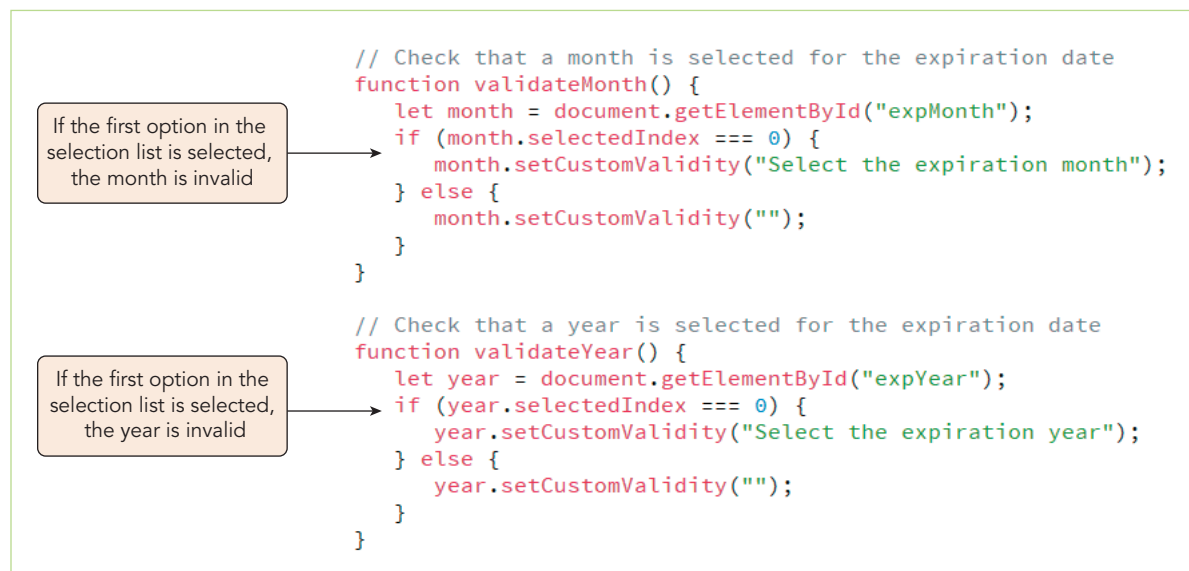 // Check that a month is selected for the expiration date
function validateMonth() {
let month = document.getElementById("expMonth");
If the first option in the
selection list is selected,
the month is invalid
if (month.selectedIndex === 0) {
month.setCustomValidity("Select the expiration month");
} else {
month.setCustomValidity("");
}
}
// Check that a year is selected for the expiration date
function validateYear() {
let year = document.getElementById("expYear");
If the first option in the
selection list is selected,
the year is invalid
if (year.selectedIndex === 0) {
year.setCustomValidity("Select the expiration year");
} else {
year.setCustomValidity("");
}
}